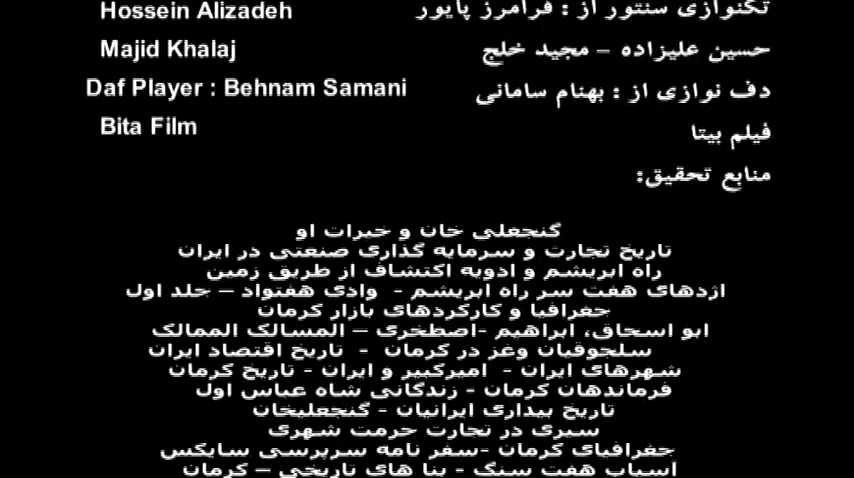 Hossein Alizadeh
تکنوازی سنتور از : فرامرز پایور
Majid Khalaj
حسین علیزاده – مجید خلج
Daf Player : Behnam Samani
دف نوازی از : بهنام سامانی
Bita Film
فیلم بیتا
منابع تحقیق:
گنجعلی خان و خیرات او
تاریخ تجارت و سرمایه گذاری صنعتی در ایران
راه ابریشم و ادویه اکتشاف از طریق زمین
اژدهای هفت سر راه ابریشم - وادی هفتواد – جلد اول
جغرافیا و کارکردهای بازار کرمان
ابو اسحاق، ابراهیم -اصطخری – المسالک الممالک
سلجوقیان وغز در کرمان - تاریخ اقتصاد ایران
شهرهای ایران - امیرکبیر و ایران - تاریخ کرمان
فرماندهان کرمان - زندگانی شاه عباس اول
تاریخ بیداری ایرانیان - گنجعلیخان
سیری در تجارت حرمت شهری
جغرافیای کرمان -سفر نامه سرپرسی سایکس
آسیاب هفت سنگ - بنا های تاریخی – کرمان